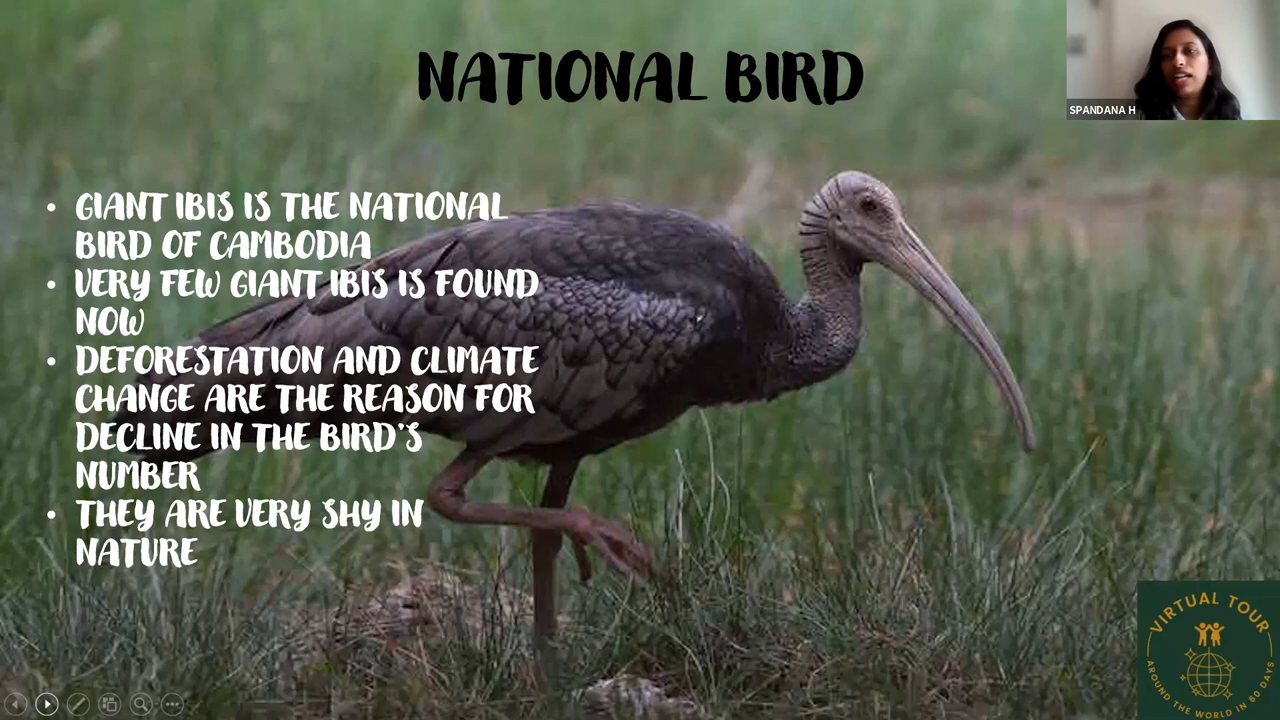 NATIONAL BIRD
SPANDANA H
• GIANT IBIS IS THE NATIONAL
BIRD OF CAMBODIA
• VERY FEW GIANT IBIS IS FOUND
NOW
• DEFORESTATION AND CLIMATE
CHANGE ARE THE REASON FOR
DECLINE IN THE BIRD'S
NUMBER
• THEY ARE VERY SHY IN
NATURE
VIRTUAL TOUR
AROUND THE WORLD IN 60 DAYS